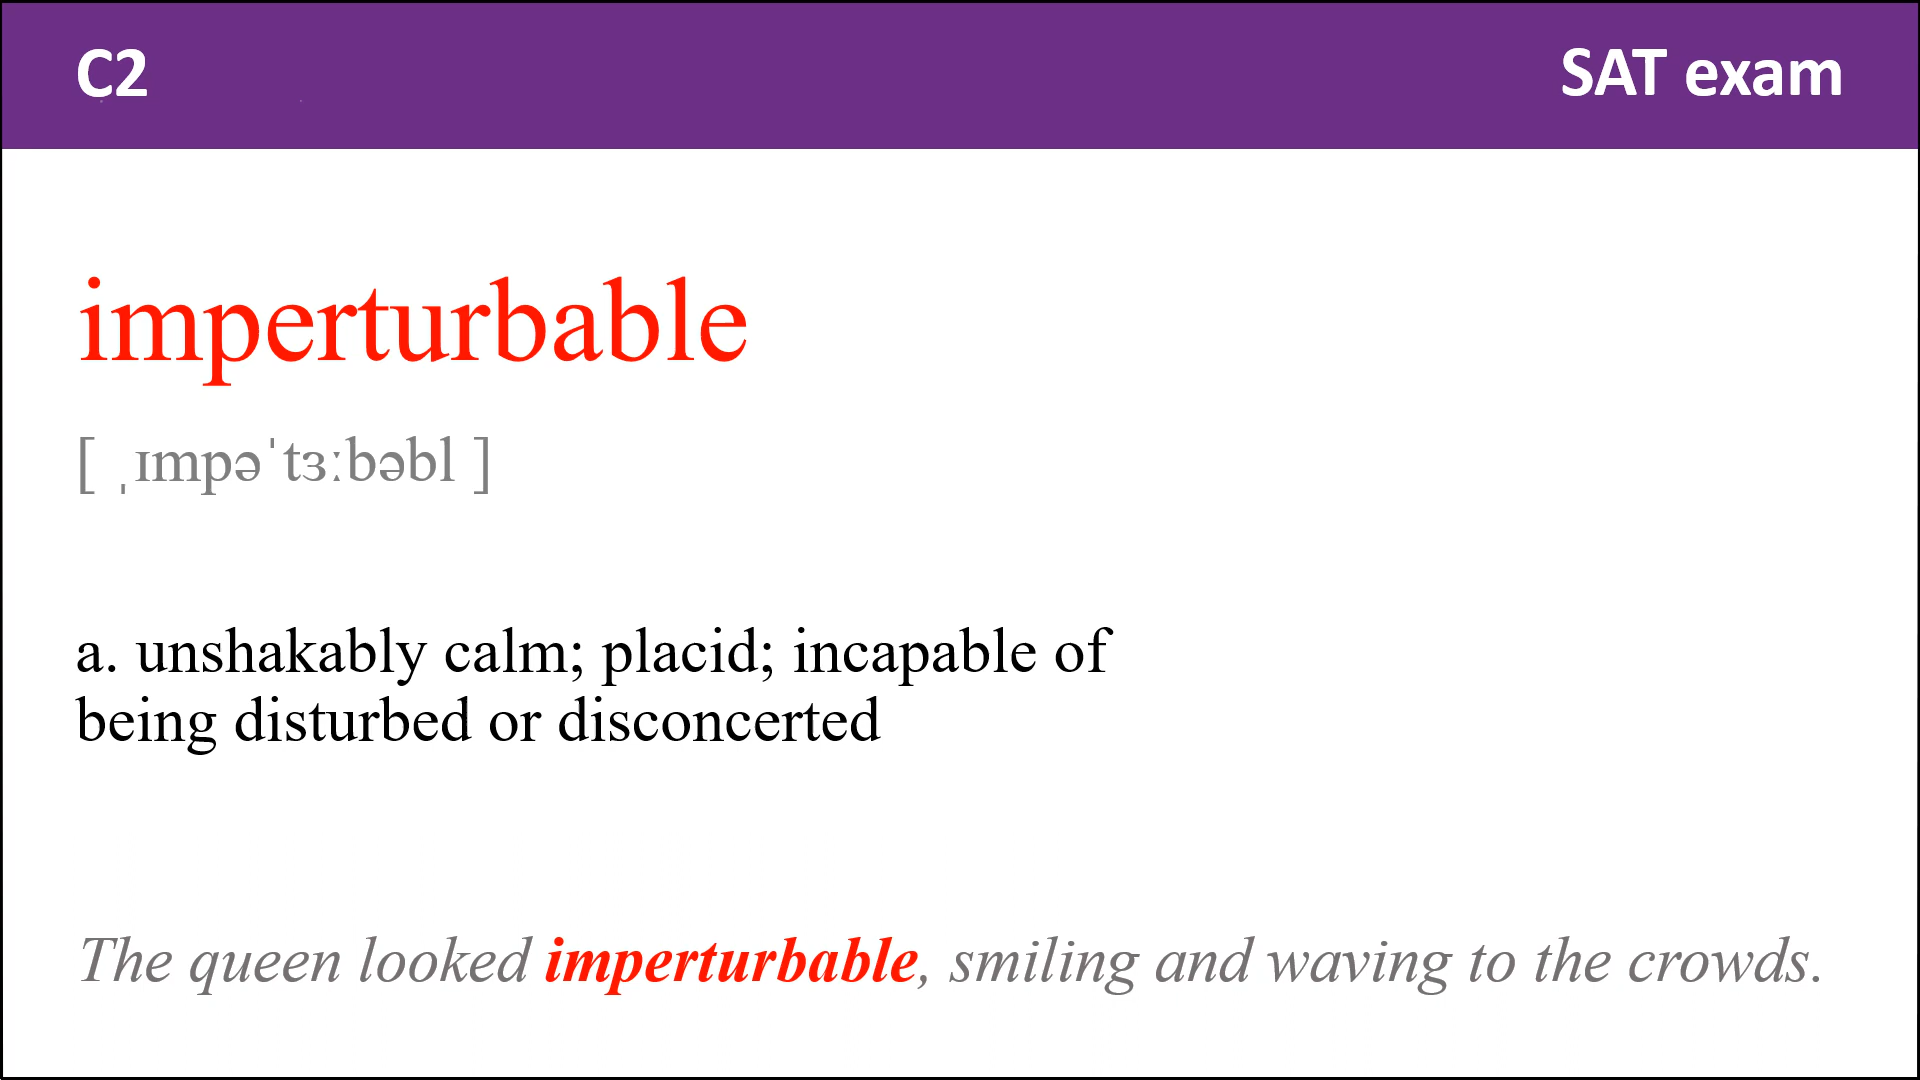 C2 SAT exam
imperturbable
[ ˌɪmpəˈtɜːbəbl ]
a. unshakably calm; placid; incapable of
being disturbed or disconcerted
The queen looked imperturbable, smiling and waving to the crowds.